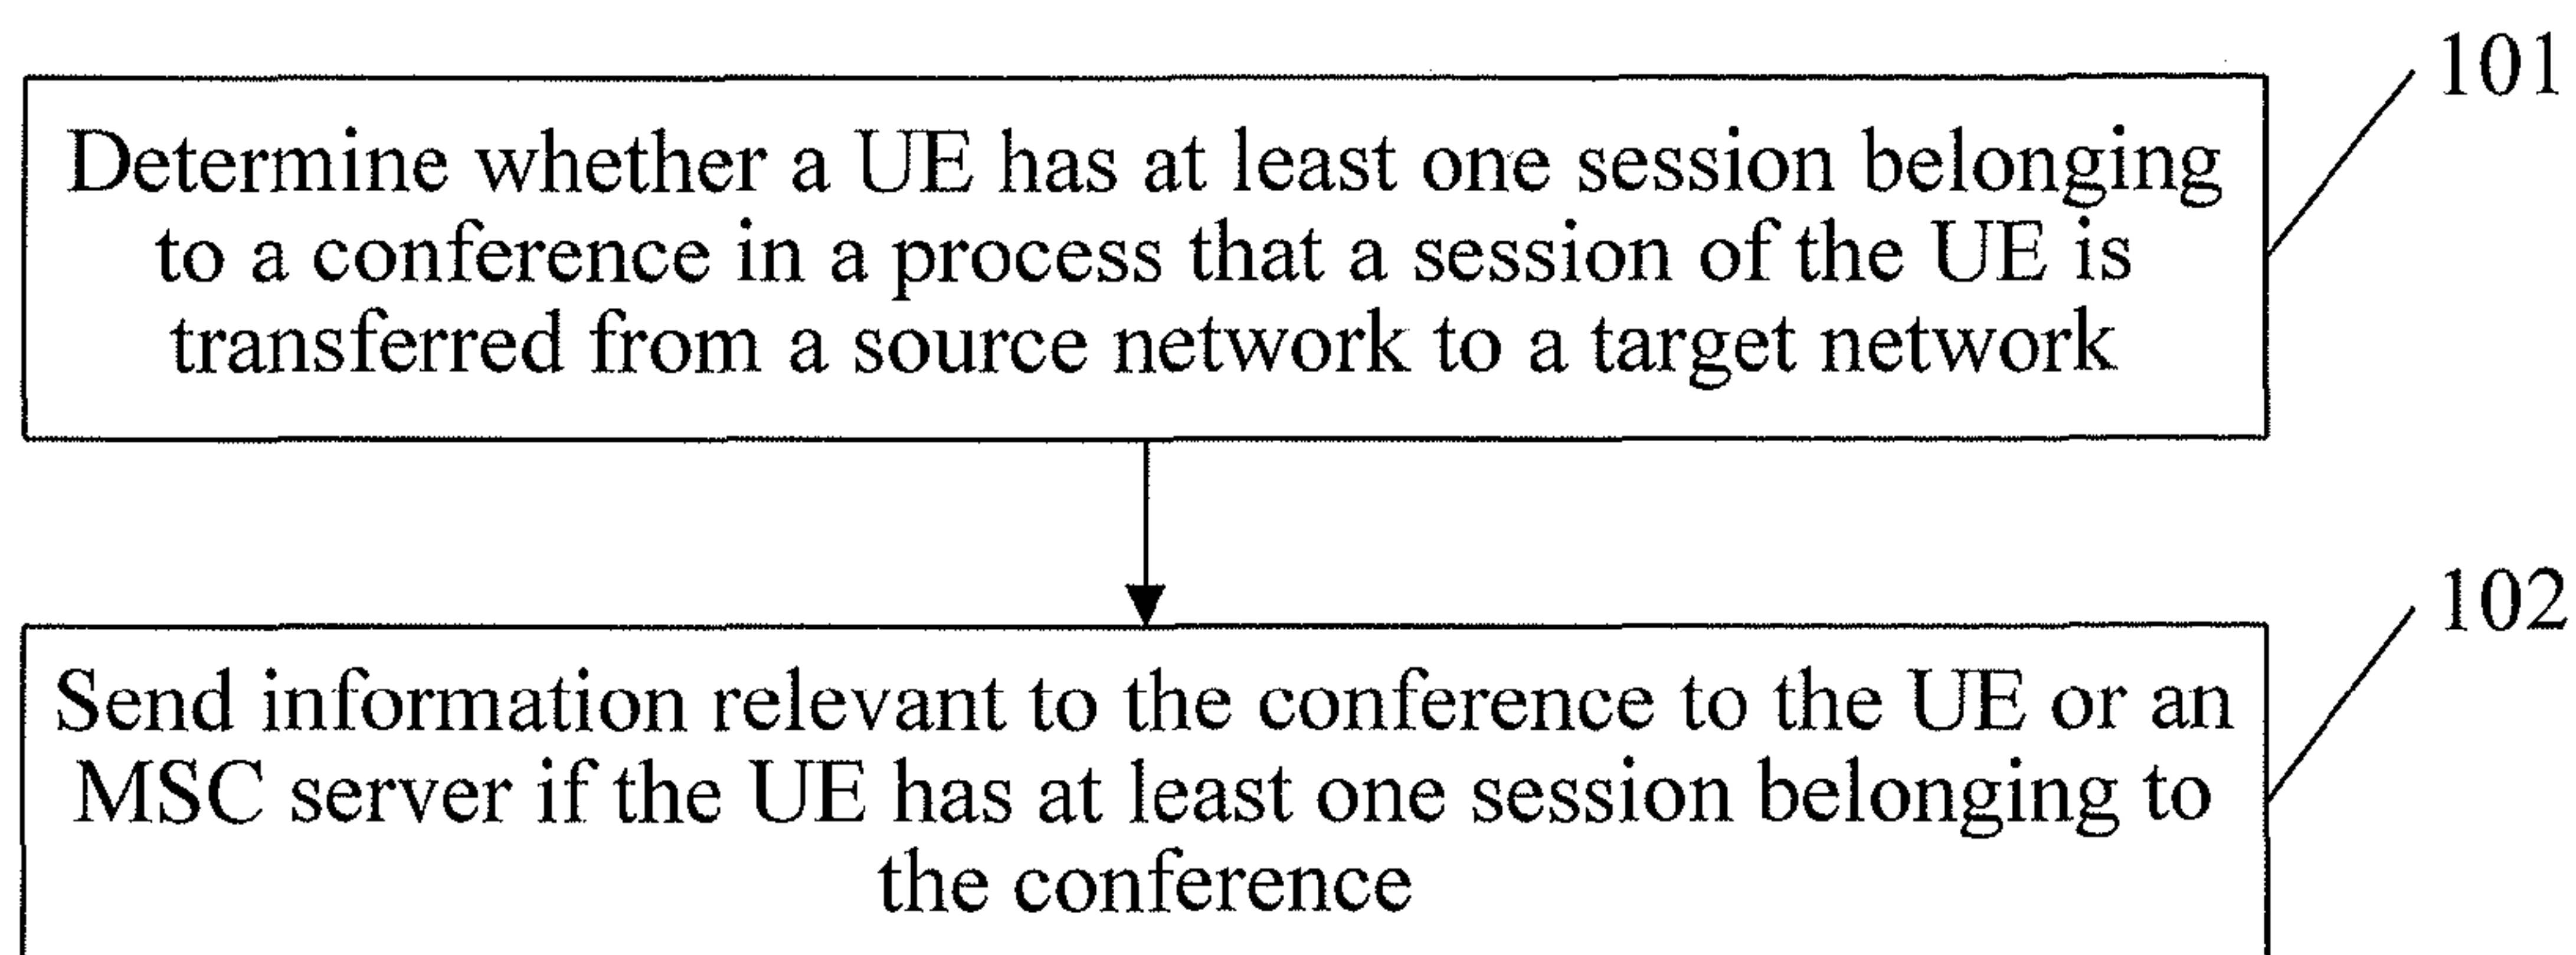 101
Determine whether a UE has at least one session belonging
to a conference in a process that a session of the UE is
transferred from a source network to a target network
102
Send information relevant to the conference to the UE or an
MSC server if the UE has at least one session belonging to
the conference